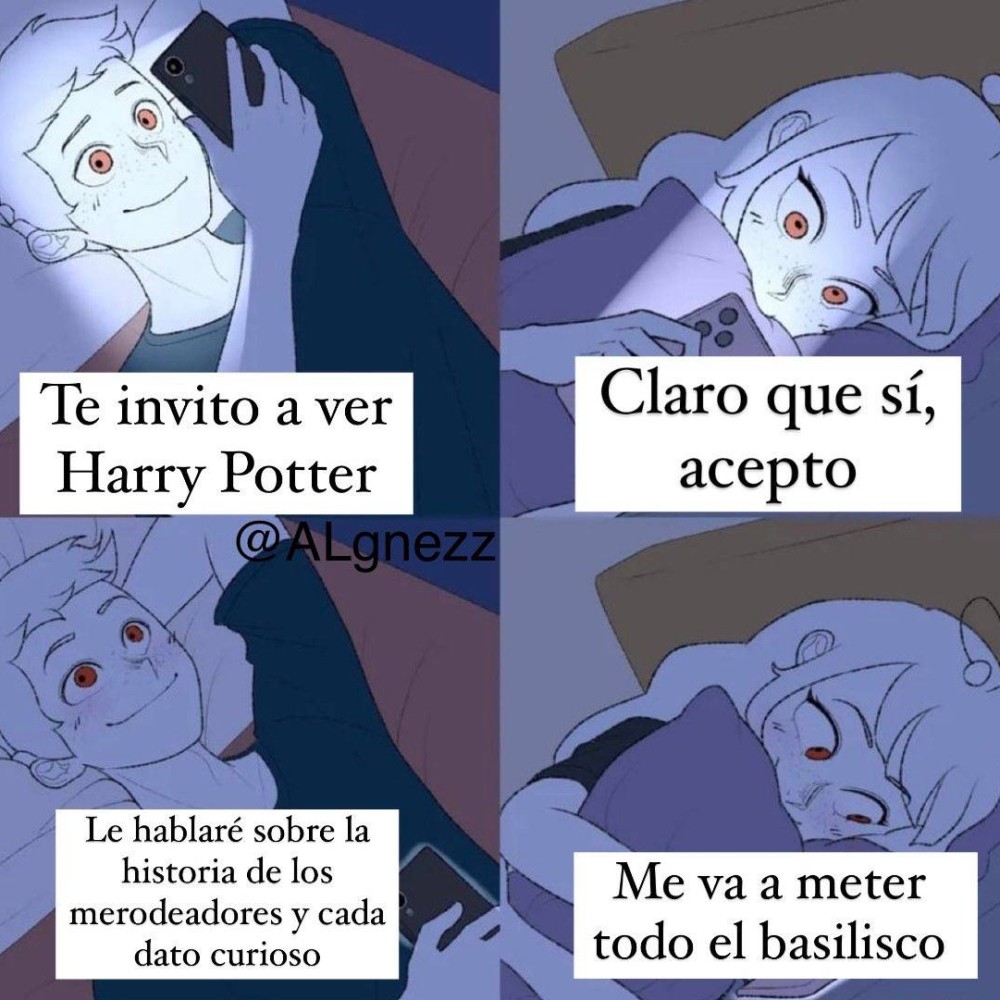 Te invito a ver
Harry Potter
Claro que sí,
acepto
@ALgnezz
Le hablaré sobre la
historia de los
merodeadores y cada
dato curioso
Me va a meter
todo el basilisco